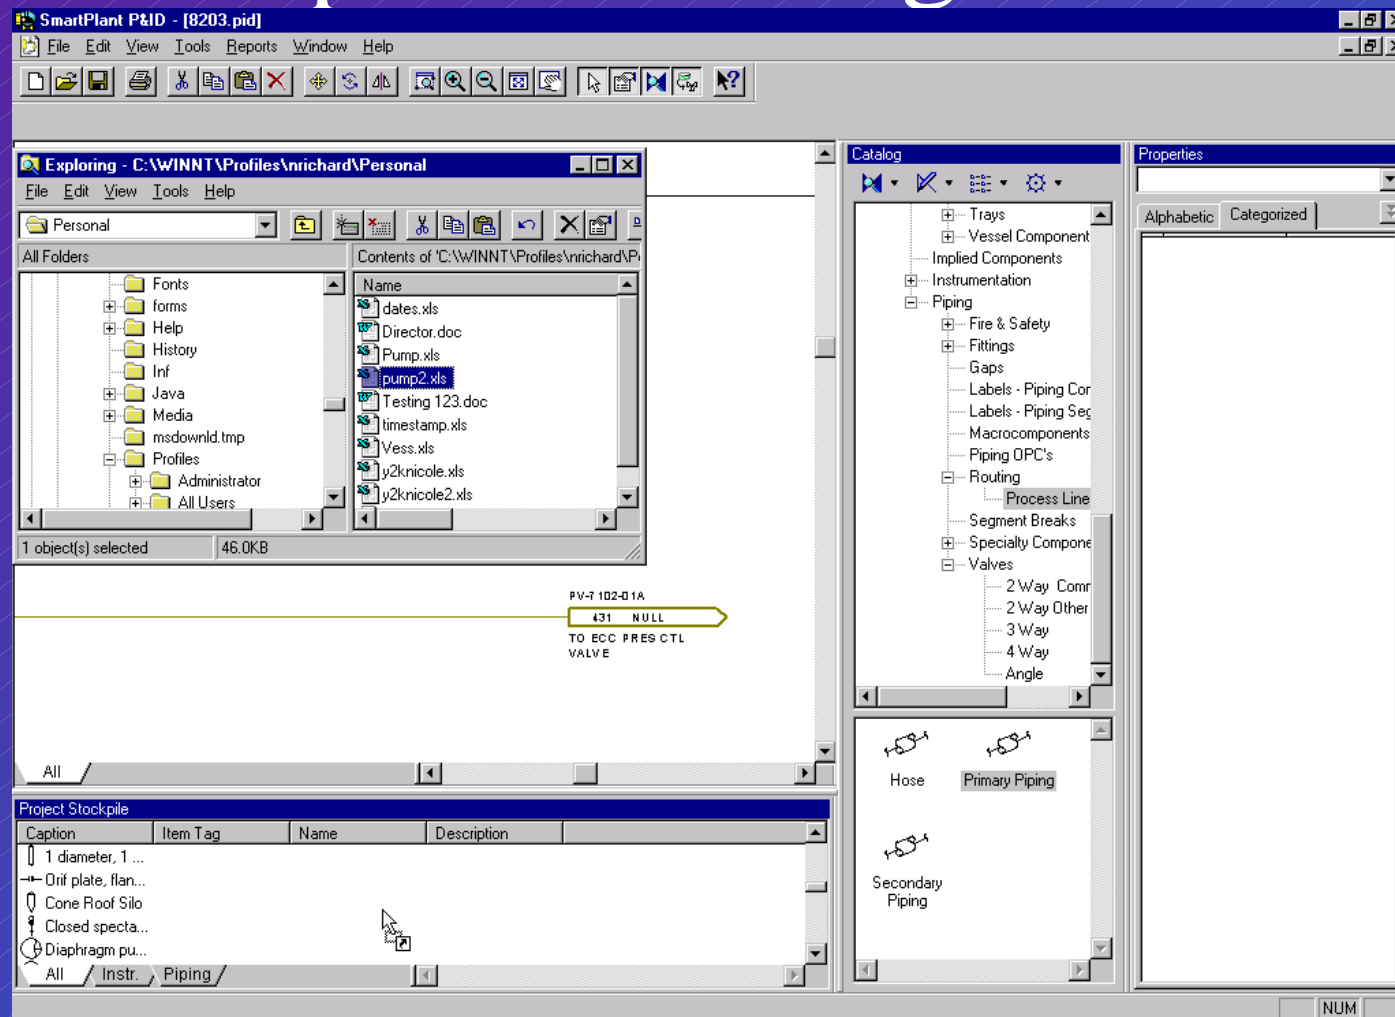 SmartPlant P&ID - [8203.pid]
File Edit View Tools Reports Window Help
Exploring - C:\WINNT\Profiles\nrichard\Personal
File Edit View Tools Help
Personal
All Folders
Contents of 'C:\WINNT\Profiles\nrichard\P
Fonts
forms
Help
History
Inf
Java
Media
msdownld.tmp
Profiles
Administrator
All Users
Name
dates.xls
Director.doc
Pump.xls
pump2.xls
Testing 123.doc
timestamp.xls
Vess.xls
y2knicole.xls
y2knicole2.xls
1 object(s) selected
46.0KB
PV-7102-01A
431 NULL
TO ECC PRES CTL
VALVE
All
Project Stockpile
Caption Item Tag Name Description
1 diameter, 1 ...
Orif plate, flan...
Cone Roof Silo
Closed specta...
Diaphragm pu...
All Instr. Piping
Catalog
Trays
Vessel Component
Implied Components
Instrumentation
Piping
Fire & Safety
Fittings
Gaps
Labels - Piping Cor
Labels - Piping Seg
Macrocomponents
Piping OPC's
Routing
Process Line
Segment Breaks
Specialty Compone
Valves
2 Way Comr
2 Way Other
3 Way
4 Way
Angle
Hose
Primary Piping
Secondary
Piping
Properties
Alphabetic Categorized
NUM